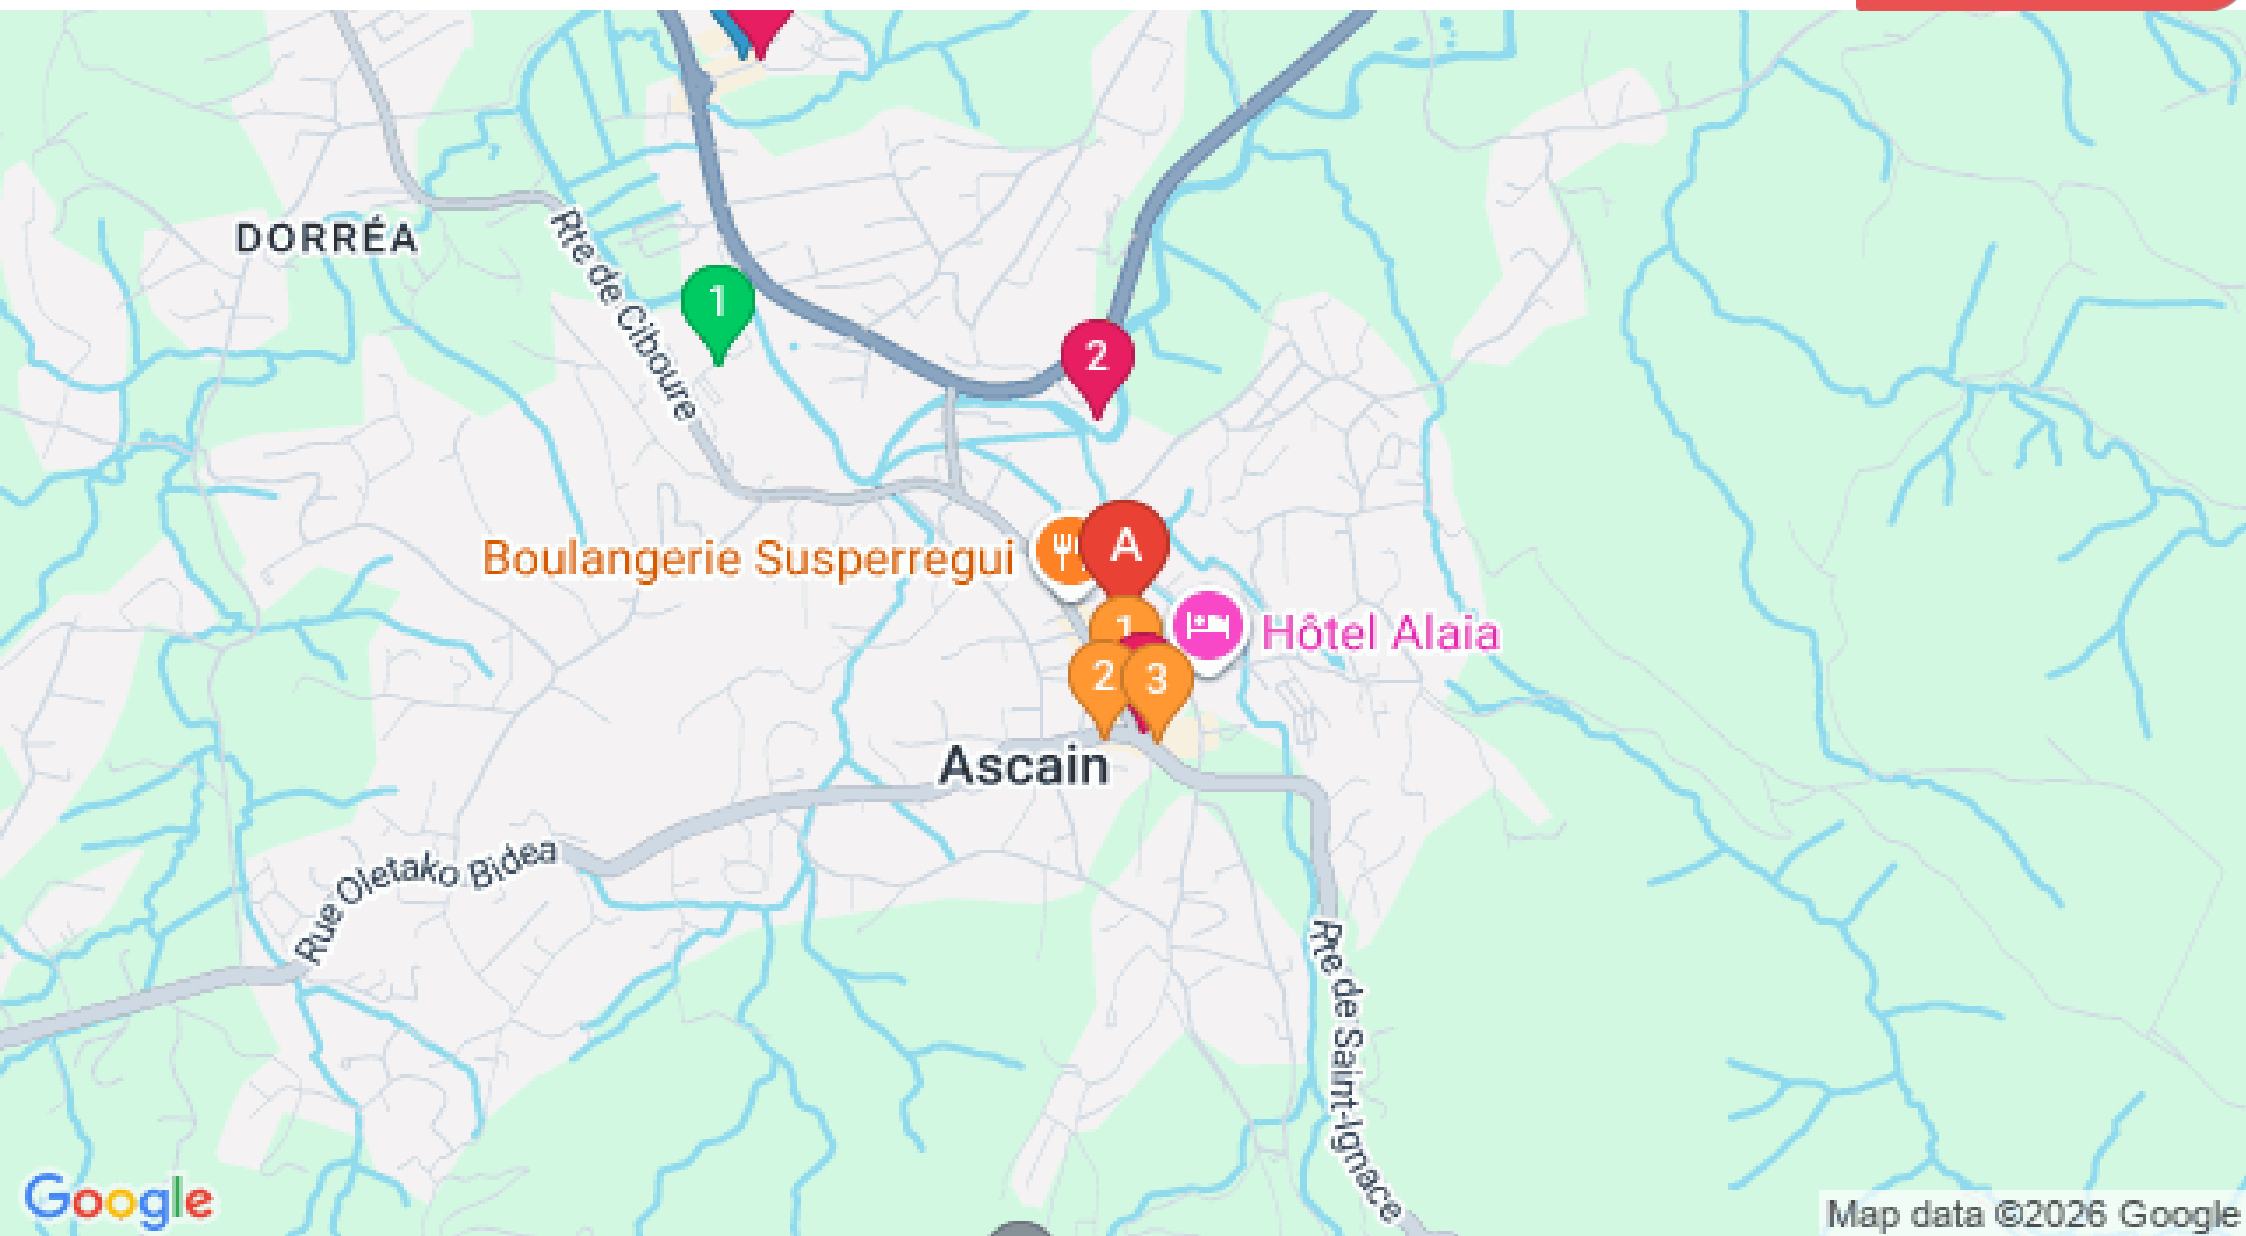 DORRÉA
Rte de Ciboure
1
2
Boulangerie Susperregui
A
1
Hôtel Alaia
2
3
Ascain
Rue Oletako Bidea
Rte de Saint-Ignace
Google
Map data ©2026 Google